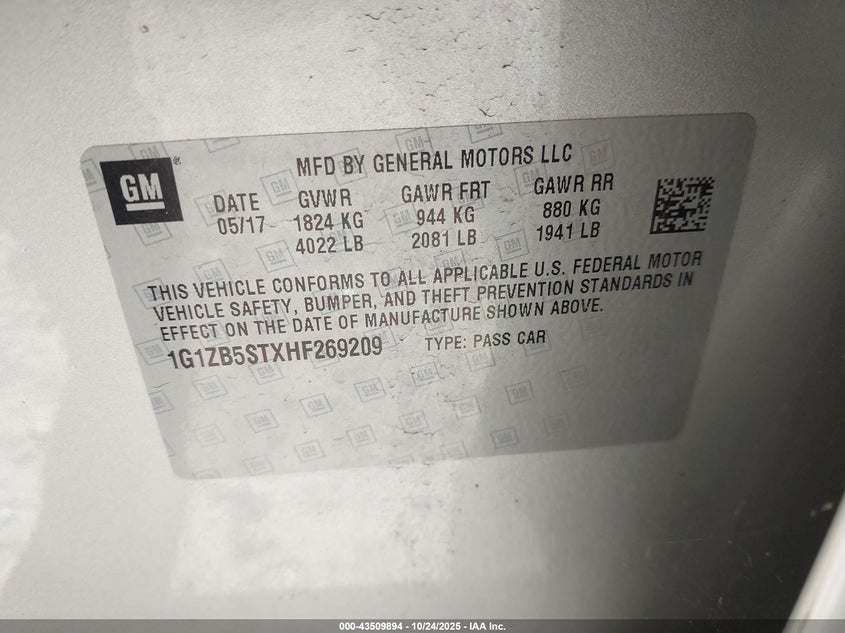 GM
MFD BY GENERAL MOTORS LLC
DATE GVWR GAWR FRT GAWR RR
05/17 1824 KG 944 KG 880 KG
4022 LB 2081 LB 1941 LB
THIS VEHICLE CONFORMS TO ALL APPLICABLE U.S. FEDERAL MOTOR
VEHICLE SAFETY, BUMPER, AND THEFT PREVENTION STANDARDS IN
EFFECT ON THE DATE OF MANUFACTURE SHOWN ABOVE.
1G1ZB5STXHF269209 TYPE: PASS CAR
000-43509894 - 10/24/2025 - IAA Inc.